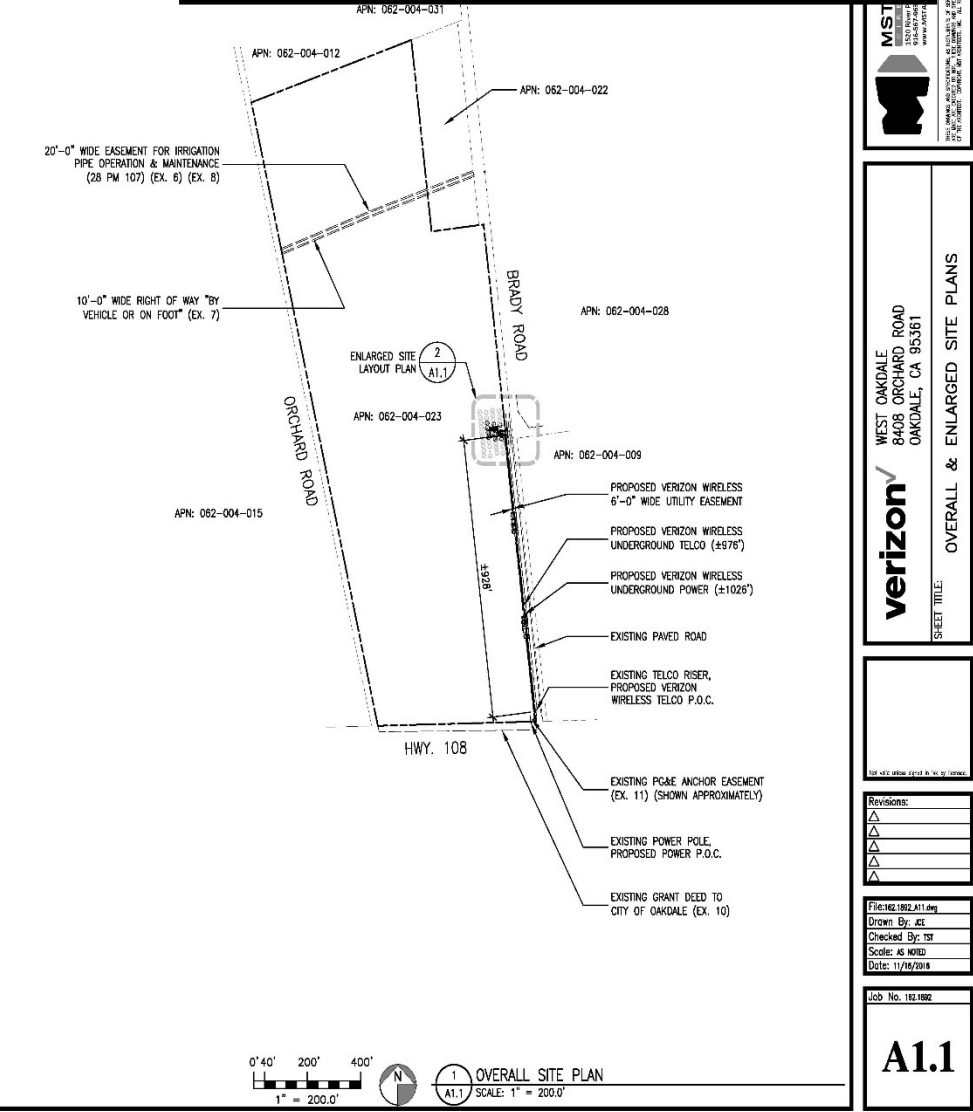 APN: 062-004-031
APN: 062-004-012
APN: 062-004-022
20'-0" WIDE EASEMENT FOR IRRIGATION
PIPE OPERATION & MAINTENANCE
(28 PM 107) (EX. 6) (EX. 8)
10'-0" WIDE RIGHT OF WAY "BY
VEHICLE OR ON FOOT" (EX. 7)
BRADY ROAD
APN: 062-004-028
ENLARGED SITE
LAYOUT PLAN
2
A1.1
ORCHARD ROAD
APN: 062-004-023
APN: 062-004-009
APN: 062-004-015
PROPOSED VERIZON WIRELESS
6'-0" WIDE UTILITY EASEMENT
PROPOSED VERIZON WIRELESS
UNDERGROUND TELCO (±976')
±928'
PROPOSED VERIZON WIRELESS
UNDERGROUND POWER (±1026')
EXISTING PAVED ROAD
EXISTING TELCO RISER,
PROPOSED VERIZON
WIRELESS TELCO P.O.C.
HWY. 108
EXISTING PG&E ANCHOR EASEMENT
(EX. 11) (SHOWN APPROXIMATELY)
EXISTING POWER POLE,
PROPOSED POWER P.O.C.
EXISTING GRANT DEED TO
CITY OF OAKDALE (EX. 10)
0' 40' 200' 400'
1" = 200.0'
N
1
A1.1
OVERALL SITE PLAN
SCALE: 1" = 200.0'
MST
verizon
WEST OAKDALE
8408 ORCHARD ROAD
OAKDALE, CA 95361
SHEET TITLE:
OVERALL & ENLARGED SITE PLANS
Revisions:
File:162.1892_A11.dwg
Drawn By: JCE
Checked By: TST
Scale: AS NOTED
Date: 11/16/2018
Job No. 162.1892
A1.1